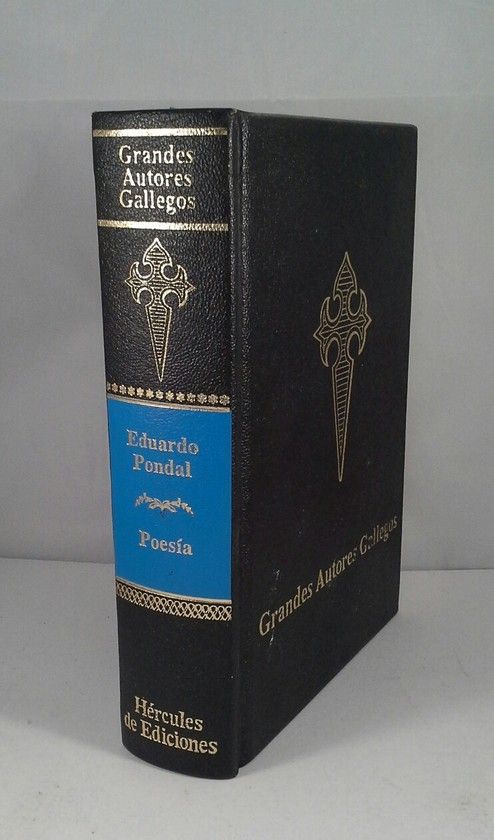 Grandes
Autores
Gallegos
Eduardo
Pondal
Poesía
Hércules
de Ediciones
Grandes Autores Gallegos